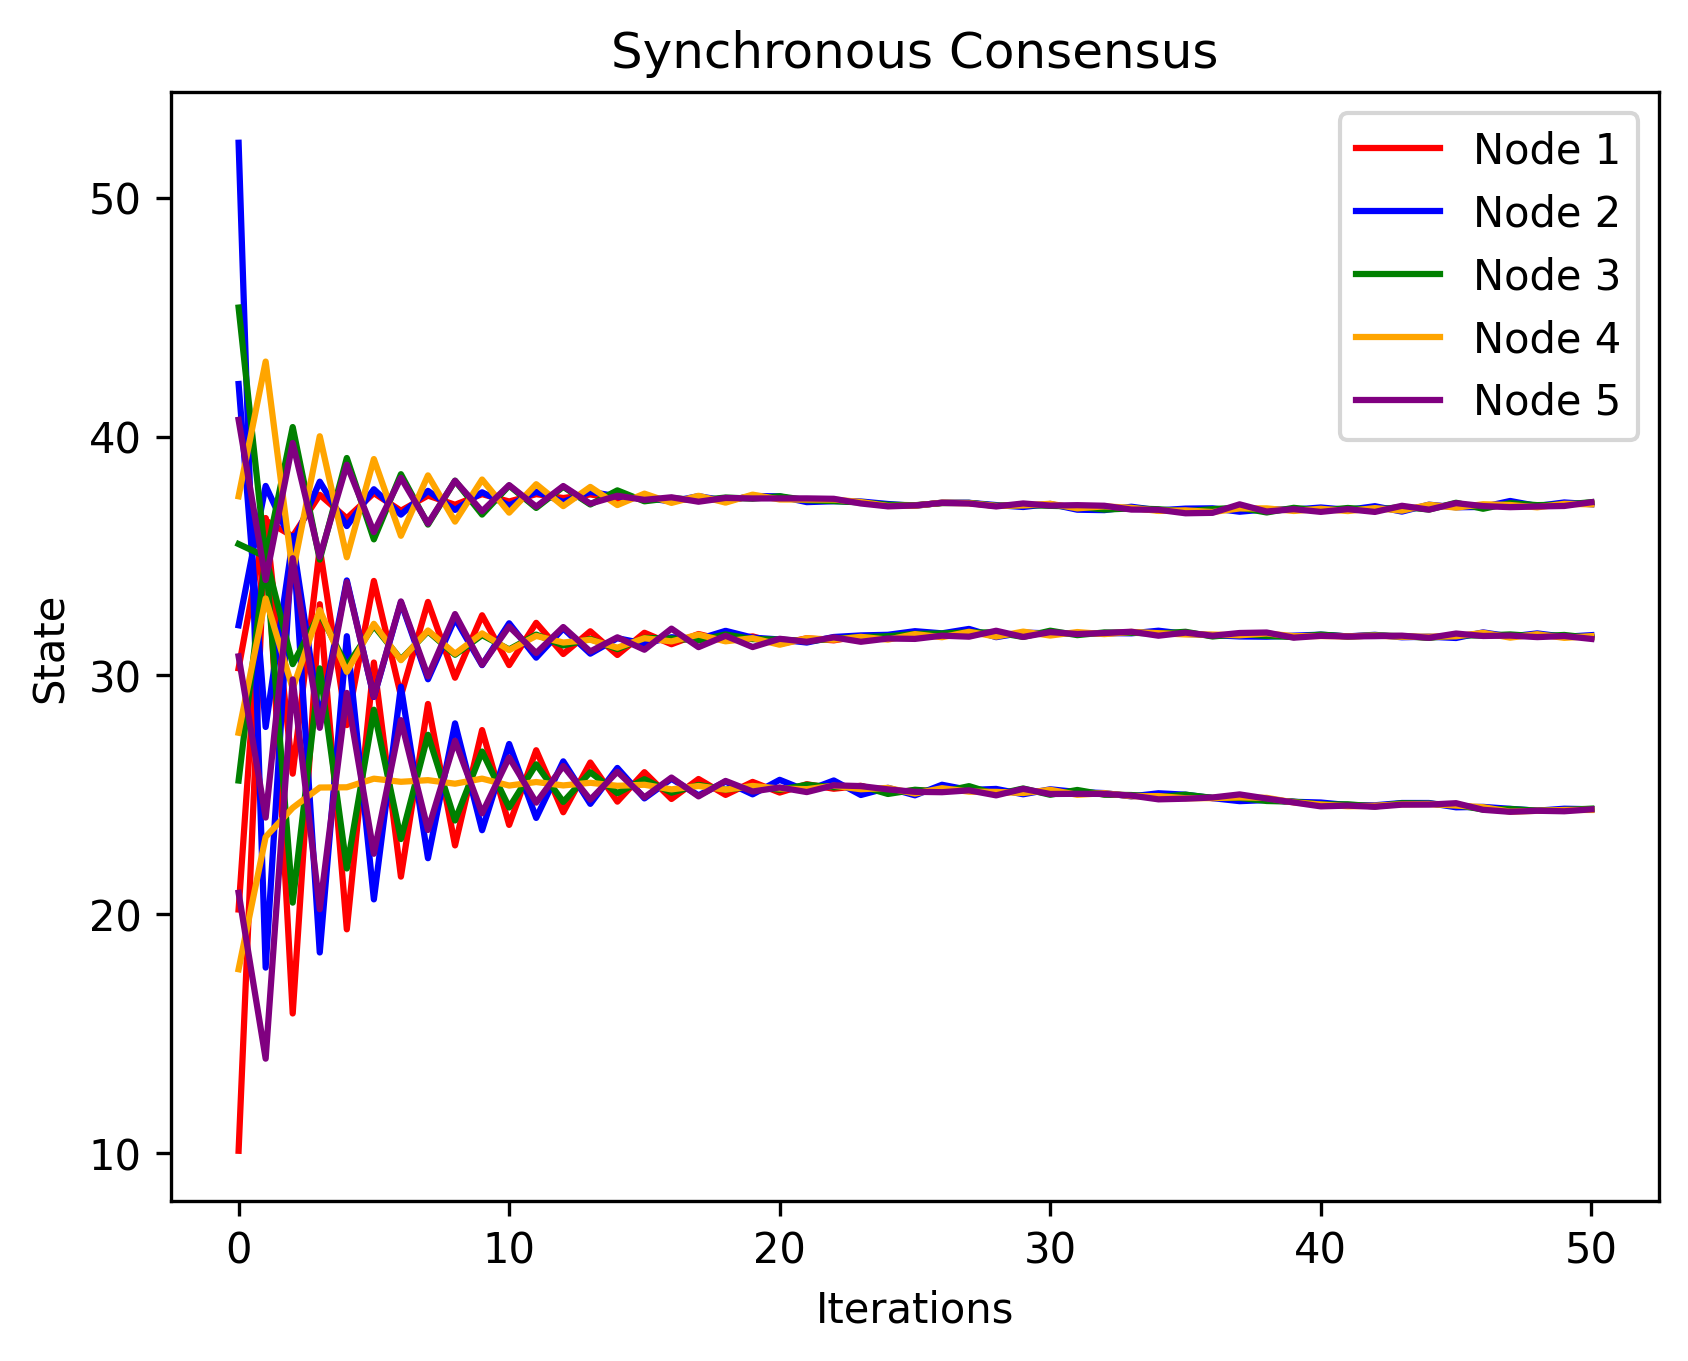 Synchronous Consensus
Node 1
Node 2
Node 3
Node 4
Node 5
State
50
40
30
20
10
0 10 20 30 40 50
Iterations